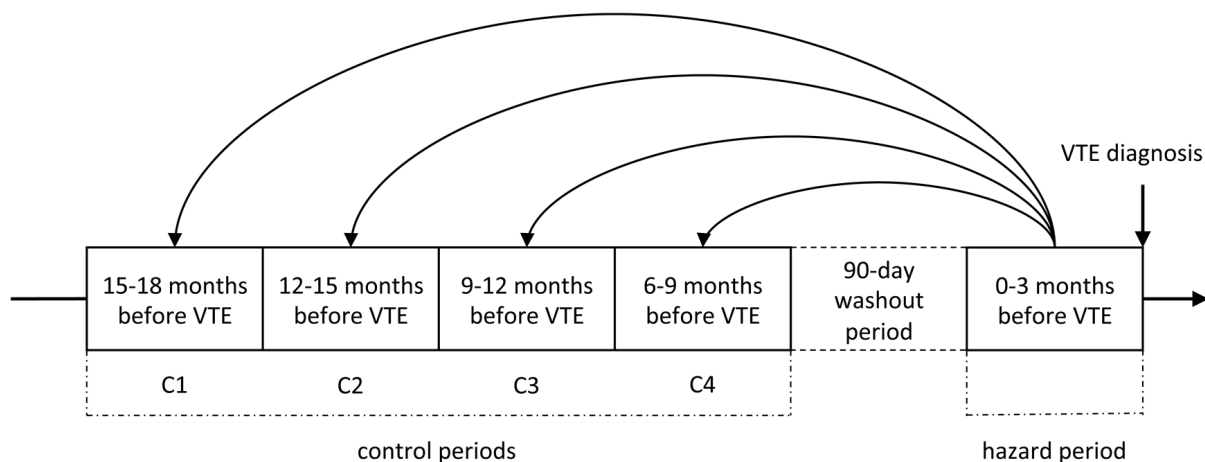 VTE diagnosis
15-18 months
before VTE
12-15 months
before VTE
9-12 months
before VTE
6-9 months
before VTE
90-day
washout
period
0-3 months
before VTE
C1
C2
C3
C4
control periods
hazard period